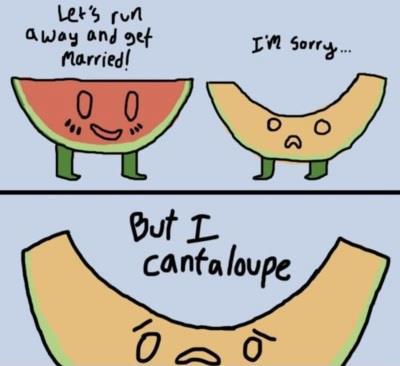 Let's run
away and get
Married!
I'm Sorry...
But I
cantaloupe